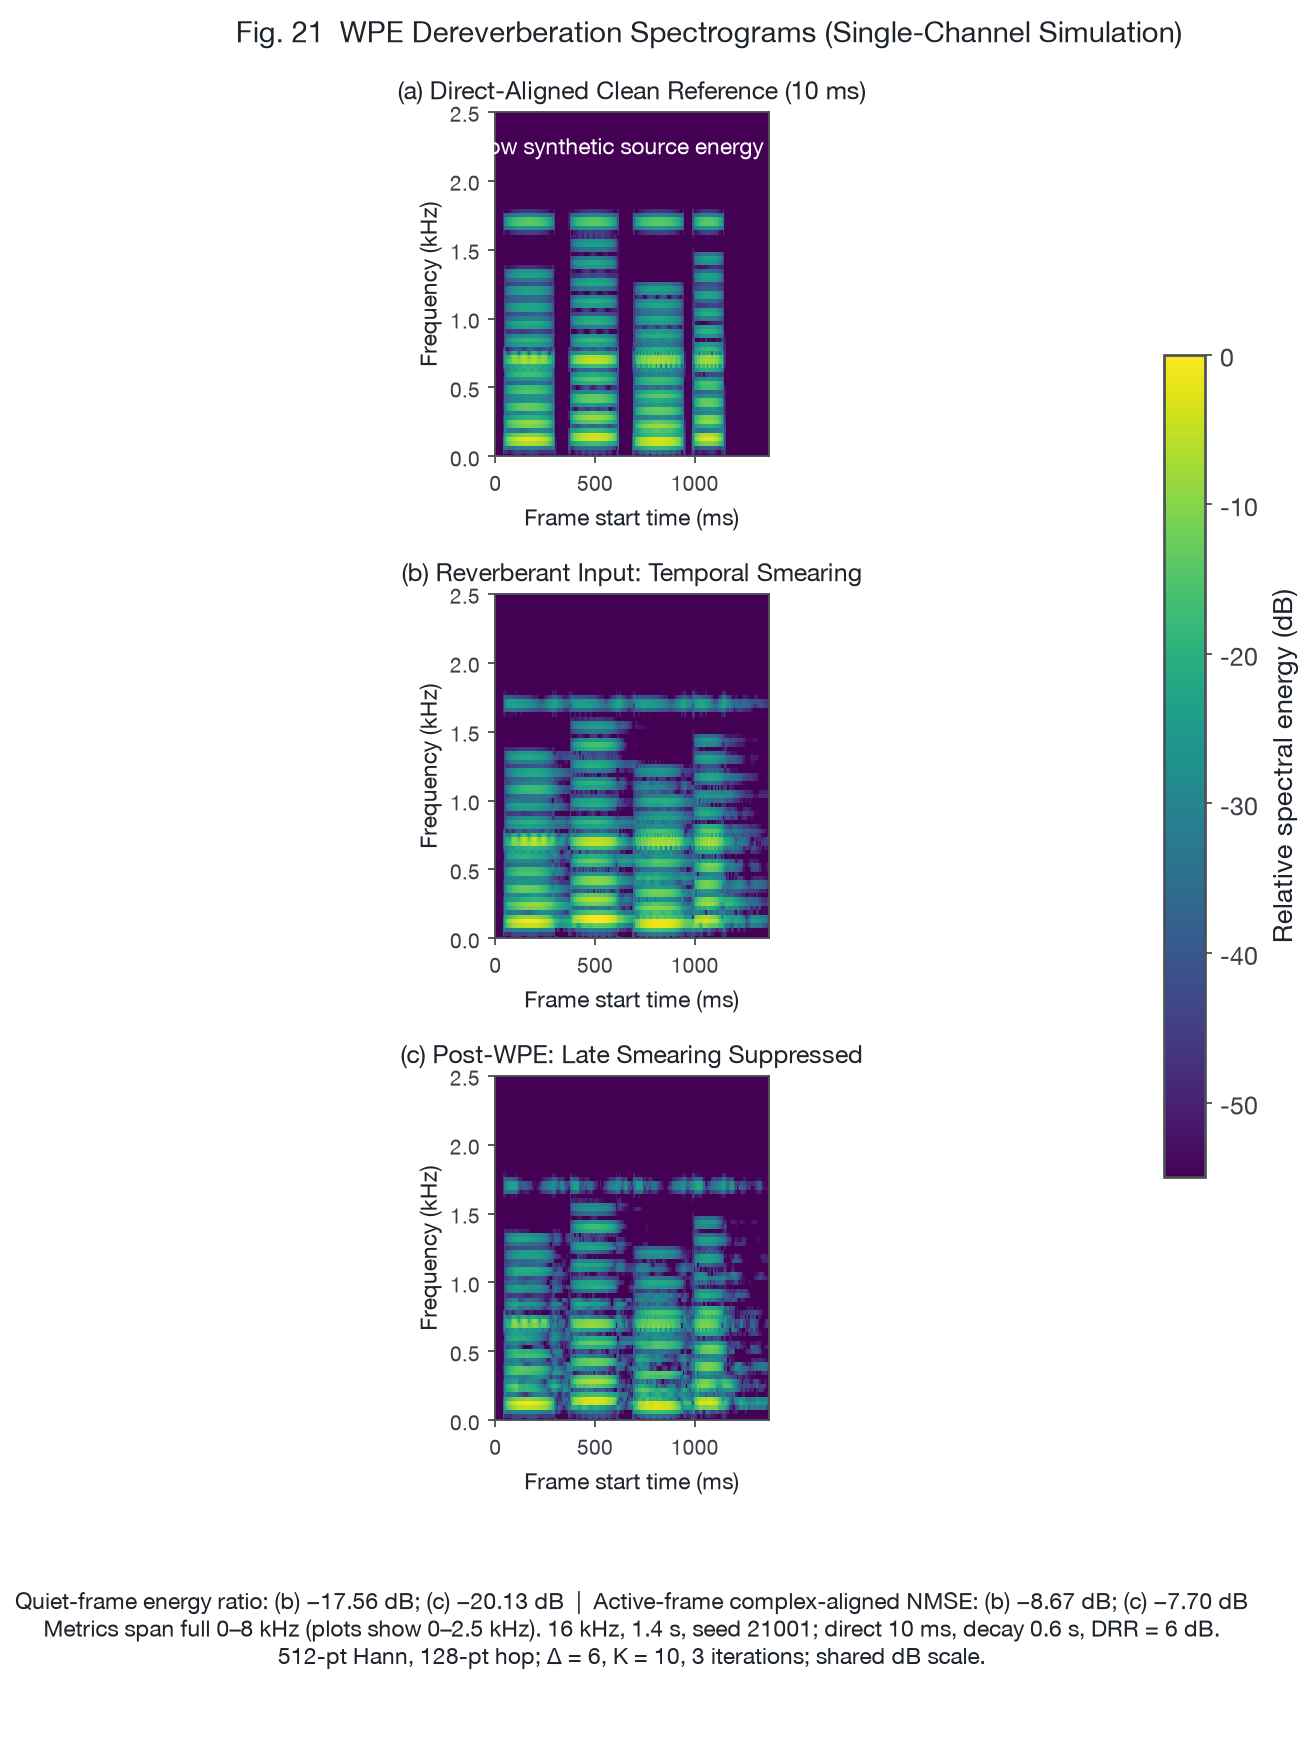 Fig. 21 WPE Dereverberation Spectrograms (Single-Channel Simulation)
(a) Direct-Aligned Clean Reference (10 ms)
2.5
synthetic source energy
2.0
1.5
1.0
0.5
0.0
Frequency (kHz)
0 500 1000
Frame start time (ms)
(b) Reverberant Input: Temporal Smearing
2.5
2.0
1.5
1.0
0.5
0.0
Frequency (kHz)
0 500 1000
Frame start time (ms)
(c) Post-WPE: Late Smearing Suppressed
2.5
2.0
1.5
1.0
0.5
0.0
Frequency (kHz)
0 500 1000
Frame start time (ms)
0
-10
-20
-30
-40
-50
Relative spectral energy (dB)
Quiet-frame energy ratio: (b) −17.56 dB; (c) −20.13 dB | Active-frame complex-aligned NMSE: (b) −8.67 dB; (c) −7.70 dB
Metrics span full 0–8 kHz (plots show 0–2.5 kHz). 16 kHz, 1.4 s, seed 21001; direct 10 ms, decay 0.6 s, DRR = 6 dB.
512-pt Hann, 128-pt hop; Δ = 6, K = 10, 3 iterations; shared dB scale.